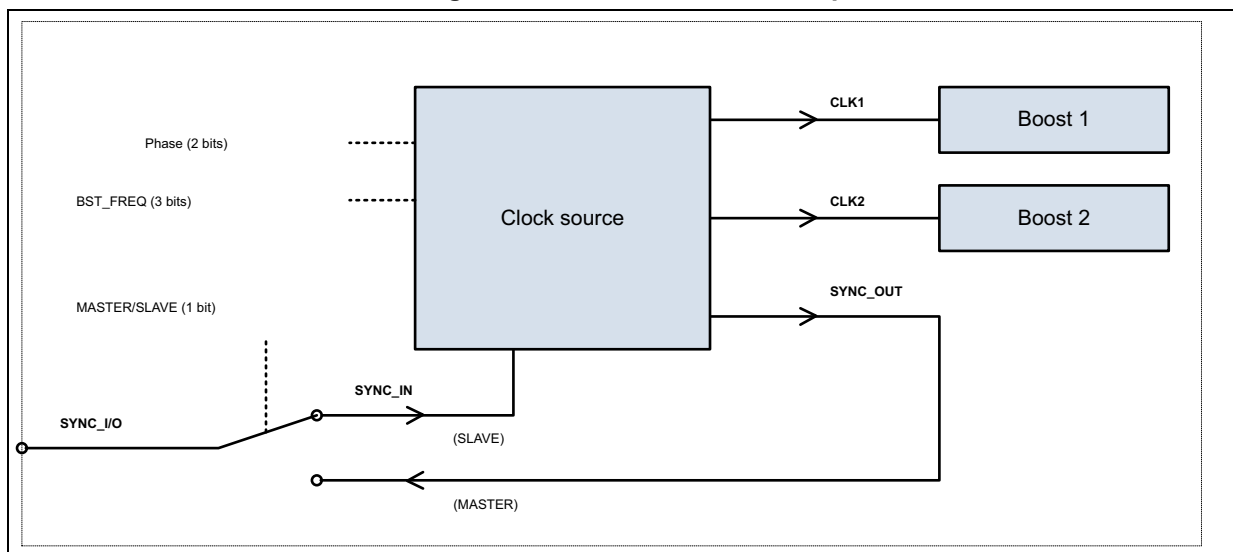 CLK1
Boost 1
Phase (2 bits)
BST_FREQ (3 bits)
Clock source
CLK2
Boost 2
MASTER/SLAVE (1 bit)
SYNC_OUT
SYNC_IN
SYNC_I/O
(SLAVE)
(MASTER)